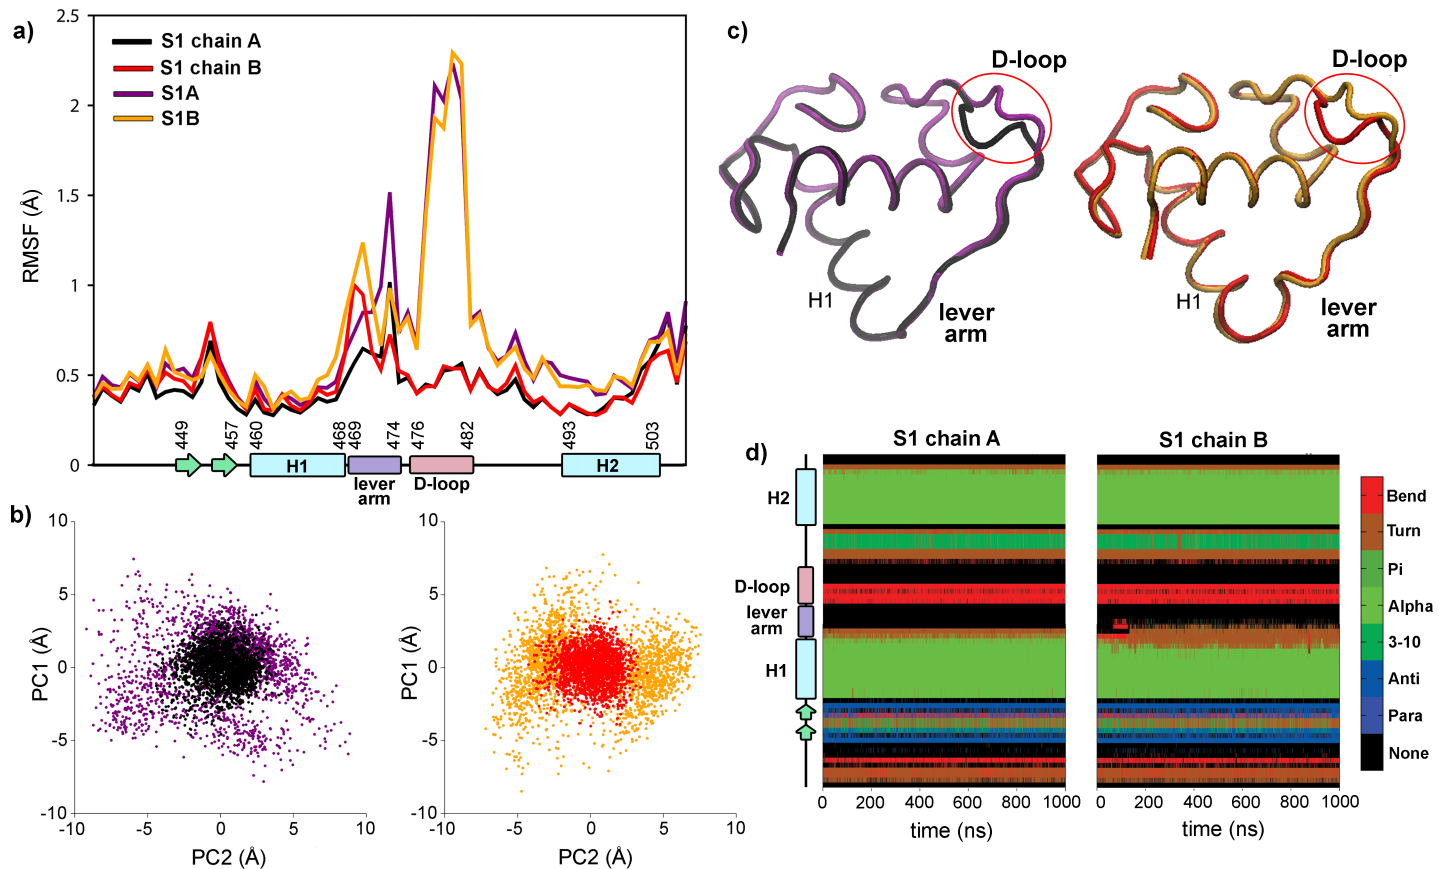 a)
2.5
2
1.5
1
0.5
0
RMSF (Å)
S1 chain A
S1 chain B
S1A
S1B
449
457
460
468
469
474
476
482
493
503
H1
lever
arm
D-loop
H2
b)
10
5
0
-5
-10
PC1 (Å)
-10
-5
0
5
10
PC2 (Å)
10
5
0
-5
-10
PC1 (Å)
-10
-5
0
5
10
PC2 (Å)
c)
D-loop
H1
lever
arm
D-loop
H1
lever
arm
d)
S1 chain A
S1 chain B
H2
D-loop
lever
arm
H1
0
200
400
600
800
1000
time (ns)
0
200
400
600
800
1000
time (ns)
Bend
Turn
Pi
Alpha
3-10
Anti
Para
None